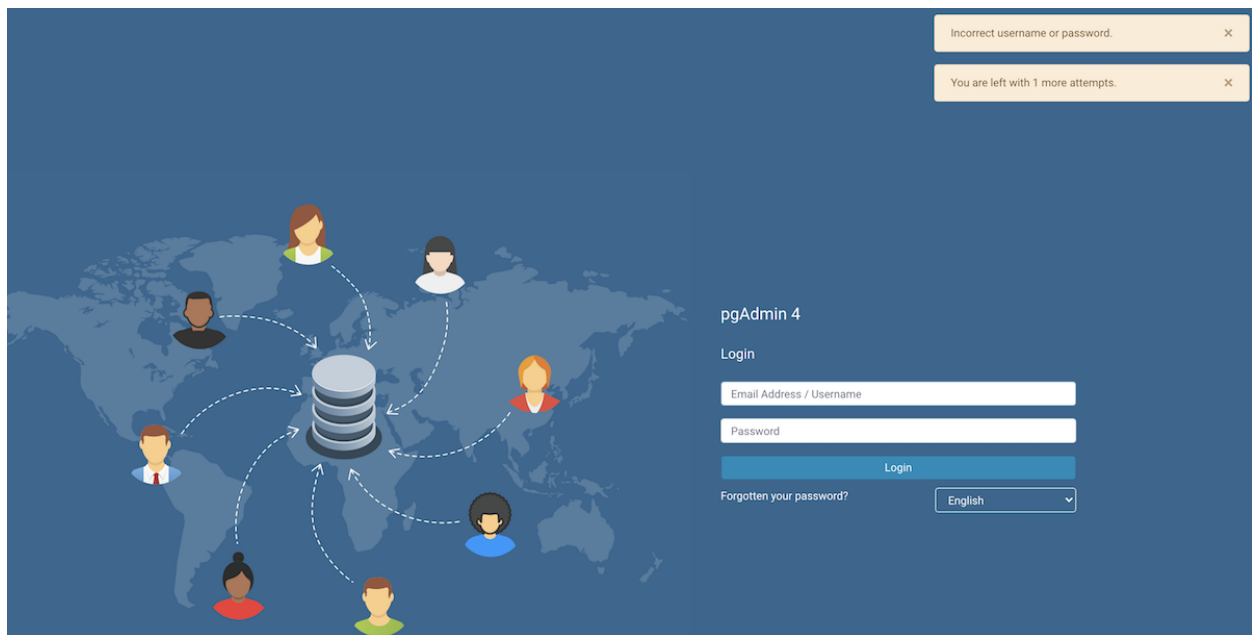 Incorrect username or password.
You are left with 1 more attempts.
pgAdmin 4
Login
Email Address / Username
Password
Login
Forgotten your password?
English